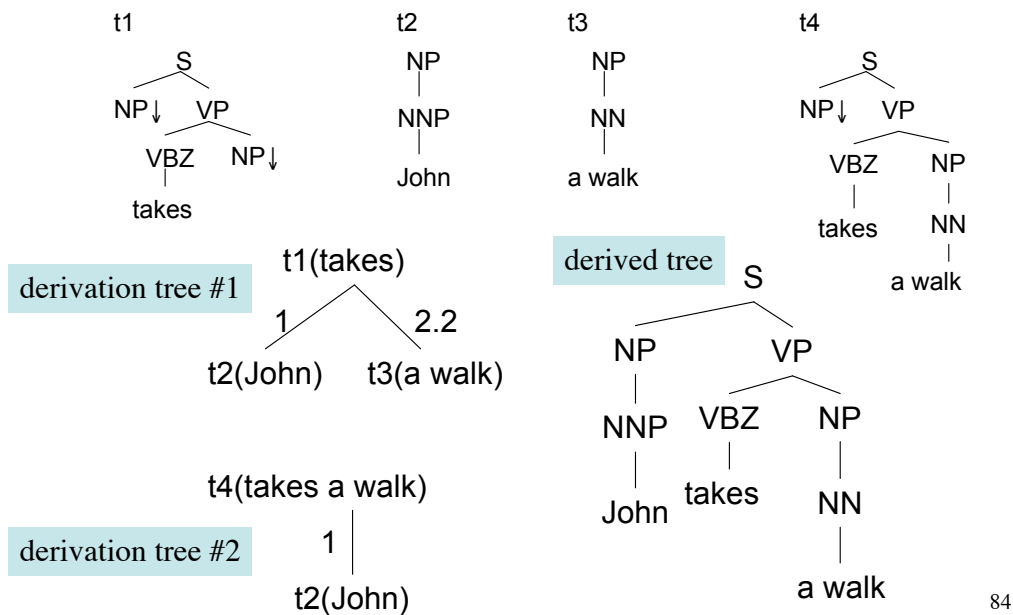 t1
t2
t3
t4
S
NP↓ VP
VBZ NP↓
takes
NP
NNP
John
NP
NN
a walk
S
NP↓ VP
VBZ NP
takes NN
a walk
derivation tree #1
t1(takes)
1 2.2
t2(John) t3(a walk)
derivation tree #2
t4(takes a walk)
1
t2(John)
derived tree
S
NP VP
NNP VBZ NP
John takes NN
a walk
84